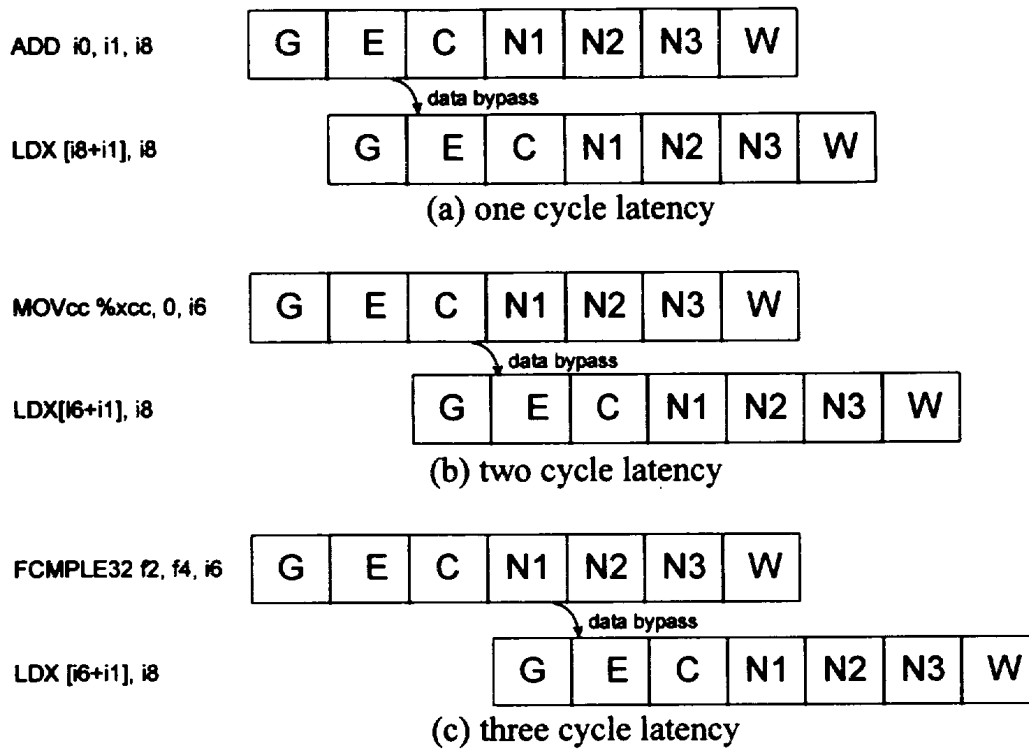 ADD i0, i1, i8 G E C N1 N2 N3 W
data bypass
LDX [i8+i1], i8 G E C N1 N2 N3 W
(a) one cycle latency
MOVcc %xcc, 0, i6 G E C N1 N2 N3 W
data bypass
LDX[I6+i1], i8 G E C N1 N2 N3 W
(b) two cycle latency
FCMPLE32 f2, f4, i6 G E C N1 N2 N3 W
data bypass
LDX [i6+i1], i8 G E C N1 N2 N3 W
(c) three cycle latency